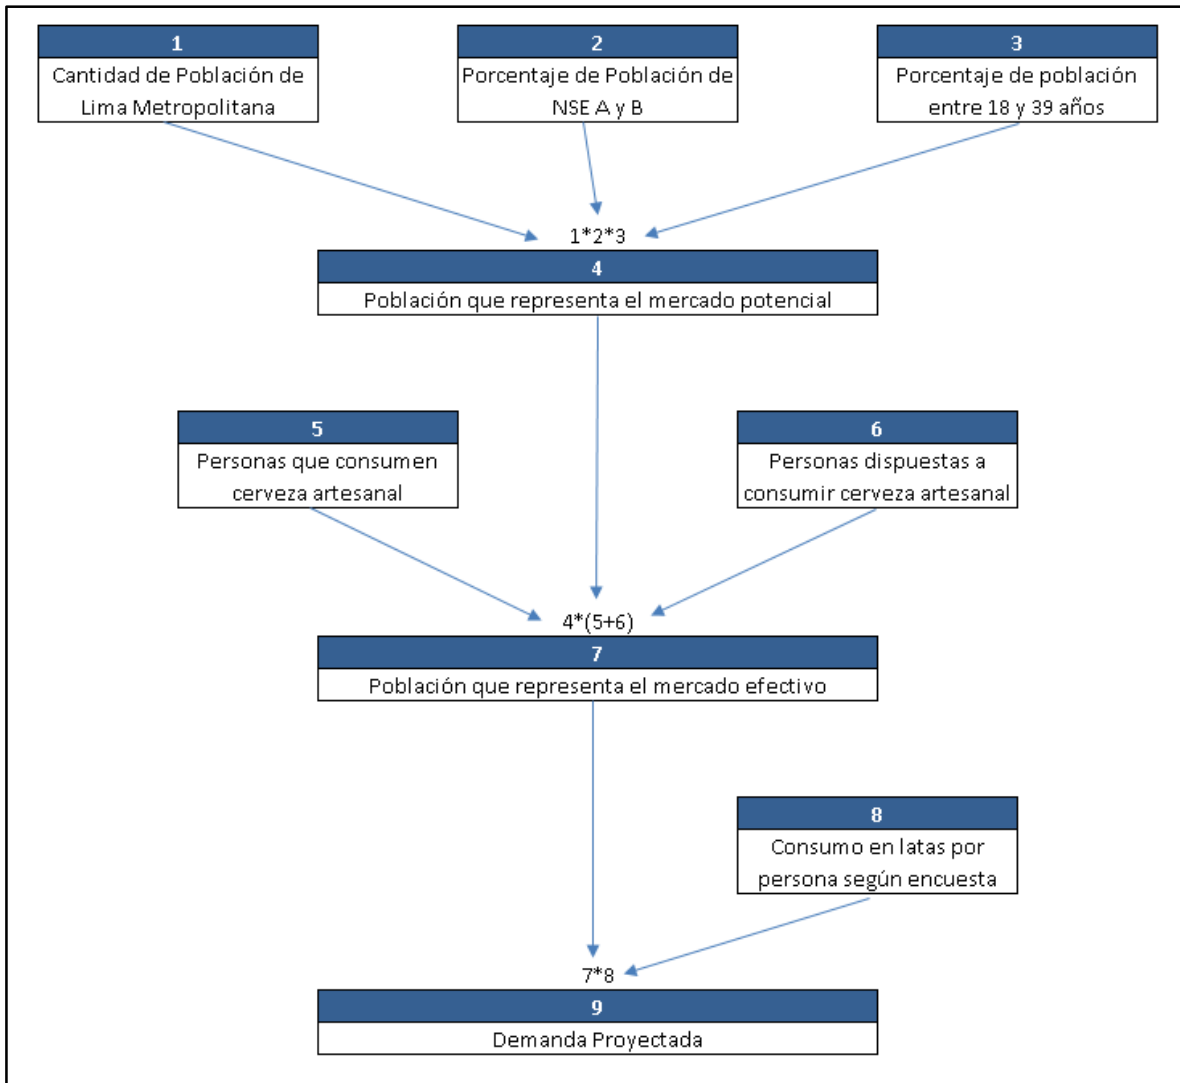 1
Cantidad de Población de
Lima Metropolitana
2
Porcentaje de Población de
NSE A y B
3
Porcentaje de población
entre 18 y 39 años
1*2*3
4
Población que representa el mercado potencial
5
Personas que consumen
cerveza artesanal
6
Personas dispuestas a
consumir cerveza artesanal
4*(5+6)
7
Población que representa el mercado efectivo
8
Consumo en latas por
persona según encuesta
7*8
9
Demanda Proyectada